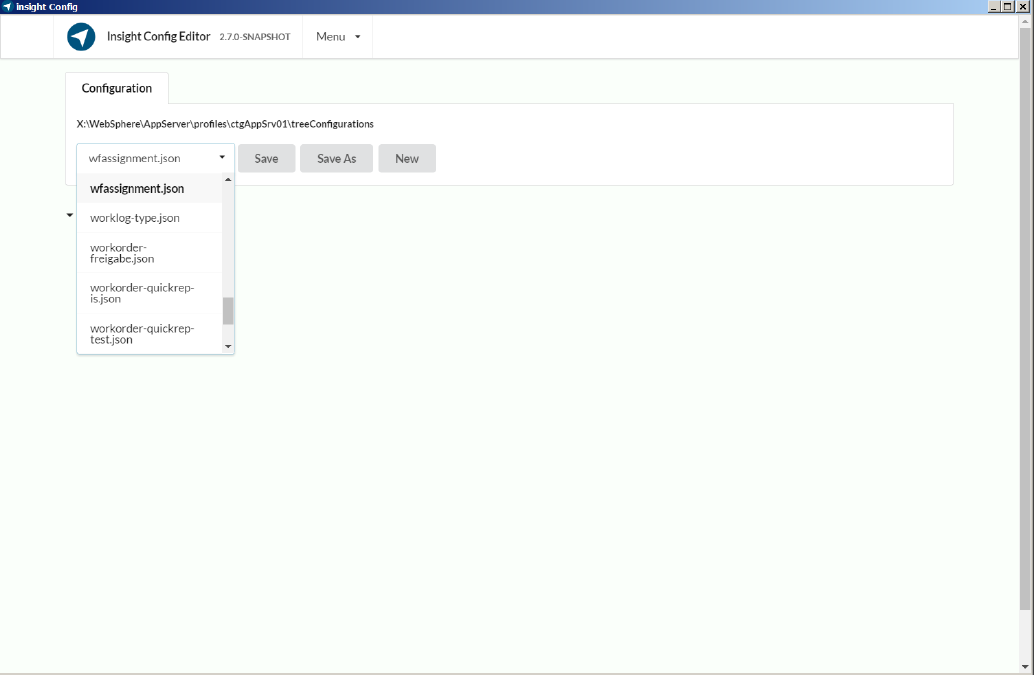 insight Config
Insight Config Editor 2.7.0-SNAPSHOT Menu
Configuration
X:\WebSphere\AppServer\profiles\ctgAppSrv01\treeConfigurations
wfassignment.json Save Save As New
wfassignment.json
worklog-type.json
workorder-
freigabe.json
workorder-quickrep-
is.json
workorder-quickrep-
test.json